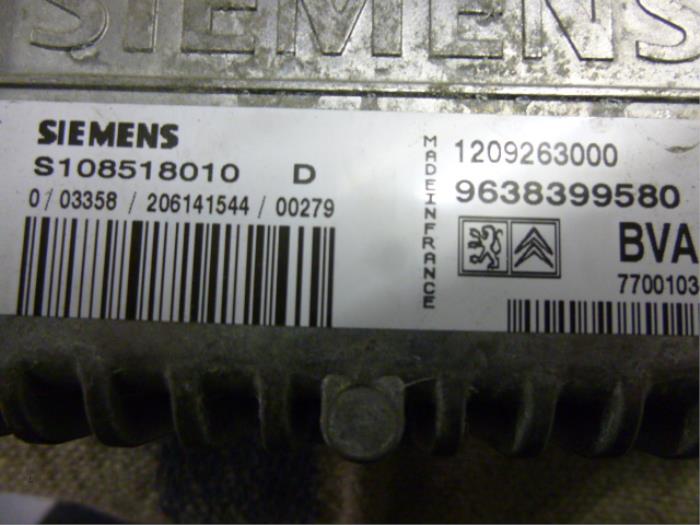 SIEMENS
SIEMENS
S108518010 D
0/03358/206141544/00279
MADE IN FRANCE
1209263000
9638399580
BVA
7700103